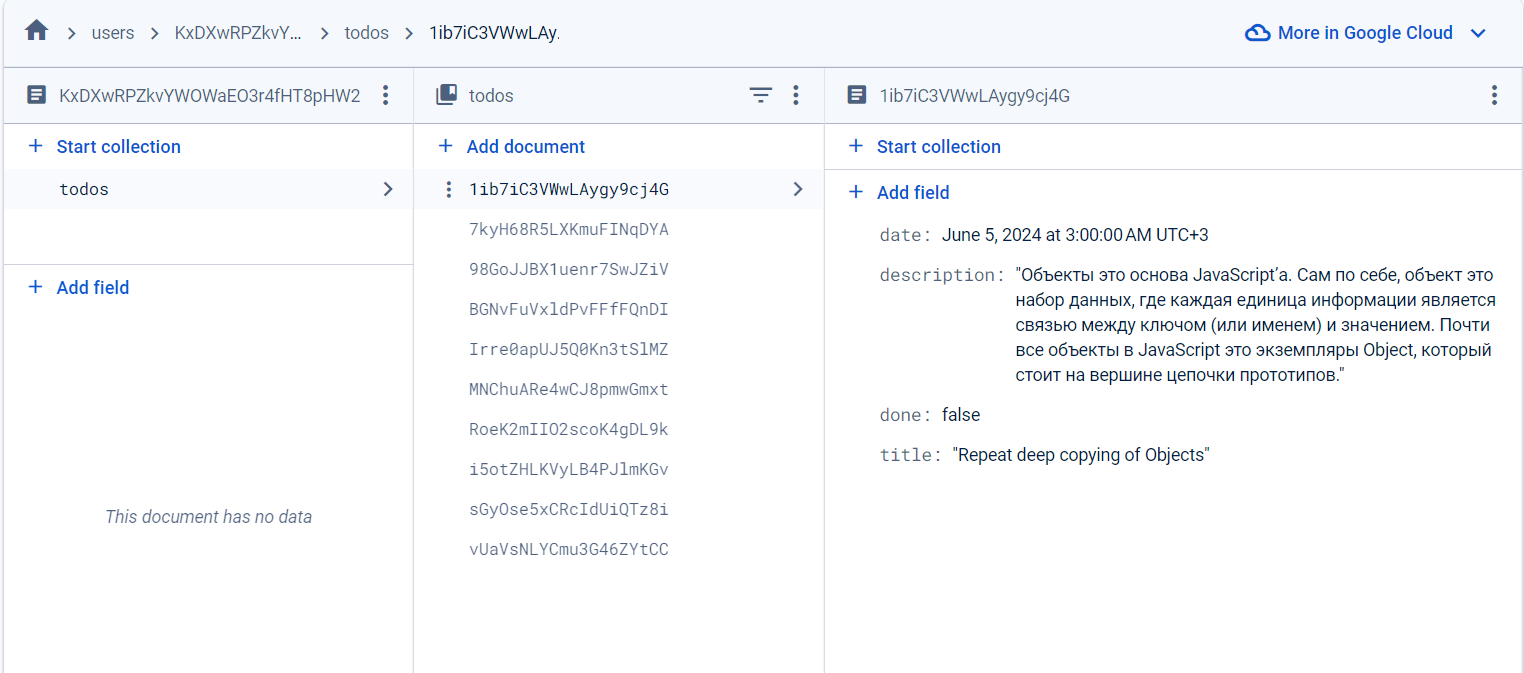 users KxDXwRPZkvY... todos 1ib7iC3VWwLAy.
More in Google Cloud
KxDXwRPZkvYWOWaEO3r4fHT8pHW2
Start collection
todos
Add field
This document has no data
todos
Add document
1ib7iC3VWwLAygy9cj4G
7kyH68R5LXKmuFINqDYA
98GoJJBX1uenr7SwJZiV
BGNvFuVxldPvFFfFQnDI
Irre0apUJ5Q0Kn3tSlMZ
MNChuARe4wCJ8pmwGmxt
RoeK2mIIO2scoK4gDL9k
i5otZHLKVyLB4PJlmKGv
sGyOse5xCRcIdUiQTz8i
vUaVsNLYCmu3G46ZYtCC
1ib7iC3VWwLAygy9cj4G
Start collection
Add field
date: June 5, 2024 at 3:00:00 AM UTC+3
description: "Объекты это основа JavaScript’a. Сам по себе, объект это
набор данных, где каждая единица информации является
связью между ключом (или именем) и значением. Почти
все объекты в JavaScript это экземпляры Object, который
стоит на вершине цепочки прототипов."
done: false
title: "Repeat deep copying of Objects"